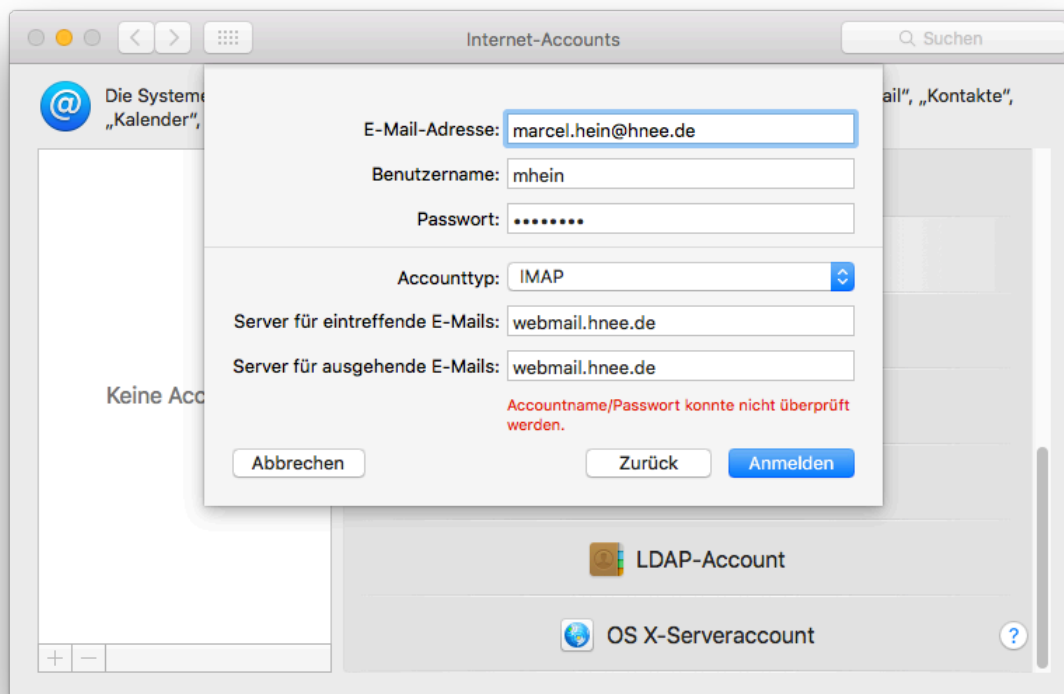 Internet-Accounts
Suchen
Die Systeme
ail“, „Kontakte“,
„Kalender“,
E-Mail-Adresse: marcel.hein@hnee.de
Benutzername: mhein
Passwort: ••••••••
Accounttyp: IMAP
Server für eintreffende E-Mails: webmail.hnee.de
Server für ausgehende E-Mails: webmail.hnee.de
Keine Acc
Accountname/Passwort konnte nicht überprüft
werden.
Abbrechen Zurück Anmelden
LDAP-Account
OS X-Serveraccount
?